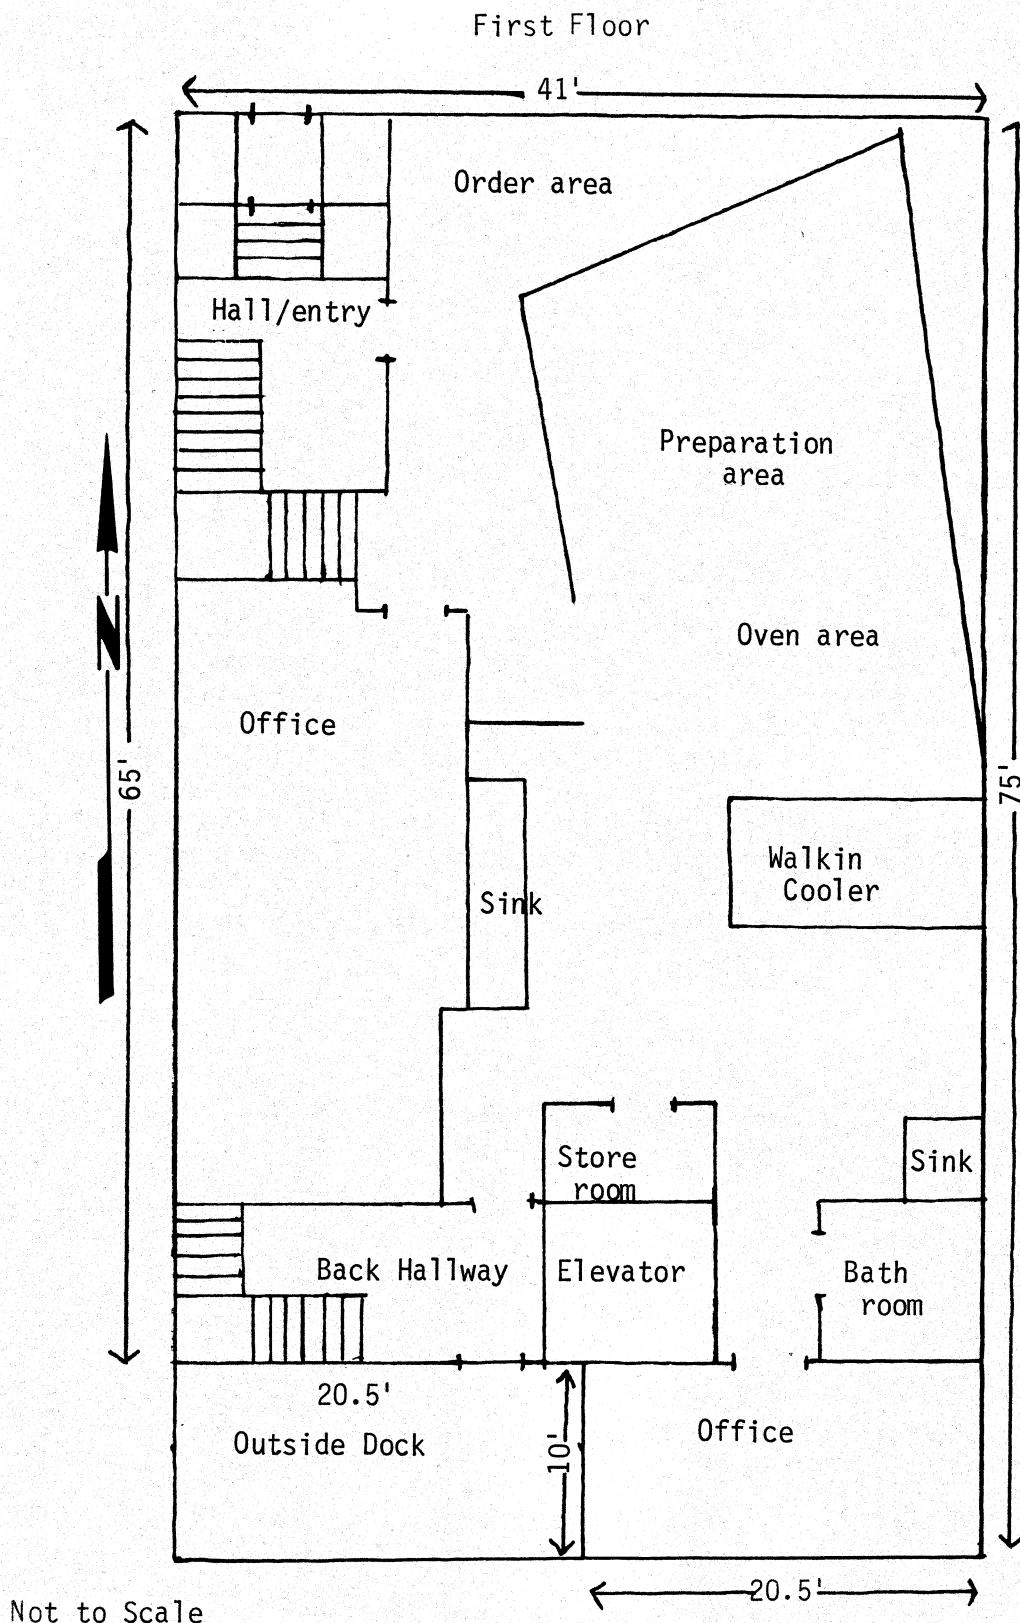 First Floor
41'
Order area
Hall/entry
Preparation
area
N
Oven area
Office
65'
75'
Walkin
Cooler
Sink
Store
room
Sink
Back Hallway
Elevator
Bath
room
20.5'
Outside Dock
10'
Office
20.5'
Not to Scale